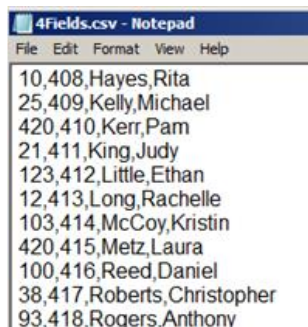 4Fields.csv - Notepad
File Edit Format View Help
10,408,Hayes,Rita
25,409,Kelly,Michael
420,410,Kerr,Pam
21,411,King,Judy
123,412,Little,Ethan
12,413,Long,Rachelle
103,414,McCoy,Kristin
420,415,Metz,Laura
100,416,Reed,Daniel
38,417,Roberts,Christopher
93,418,Rogers,Anthony